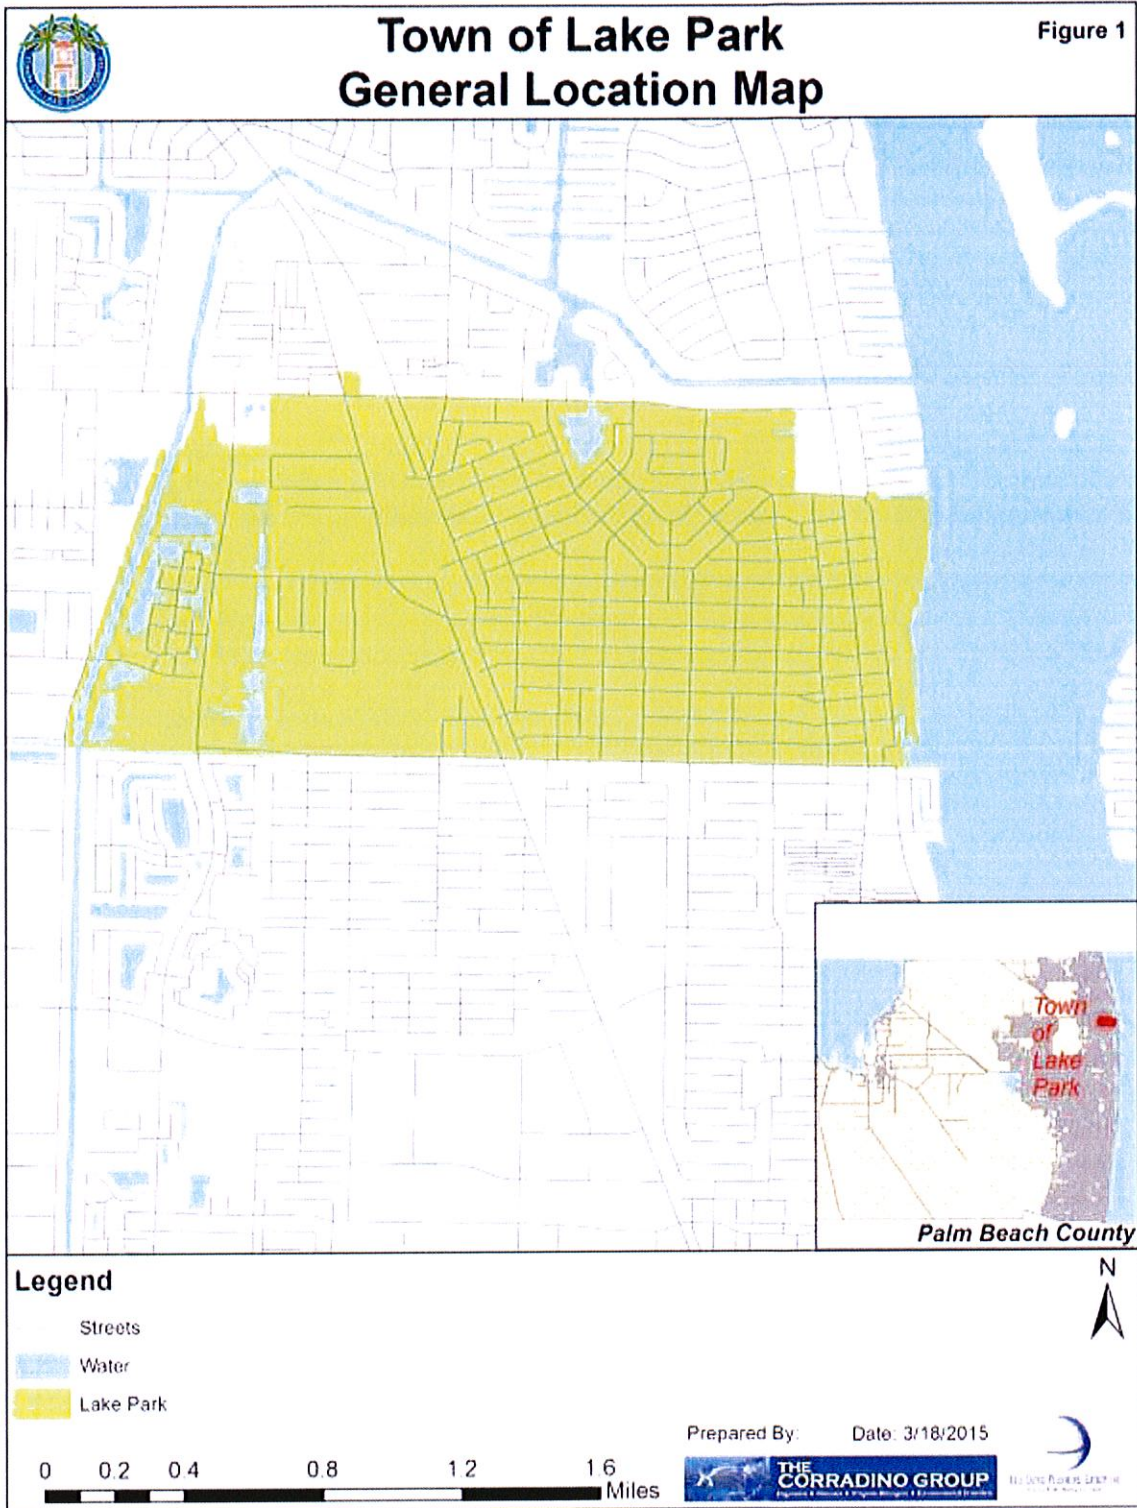 Town of Lake Park
General Location Map
Figure 1
Town
of
Lake
Park
Palm Beach County
Legend
Streets
Water
Lake Park
N
0 0.2 0.4 0.8 1.2 1.6
Miles
Prepared By: Date: 3/18/2015
THE
CORRADINO GROUP